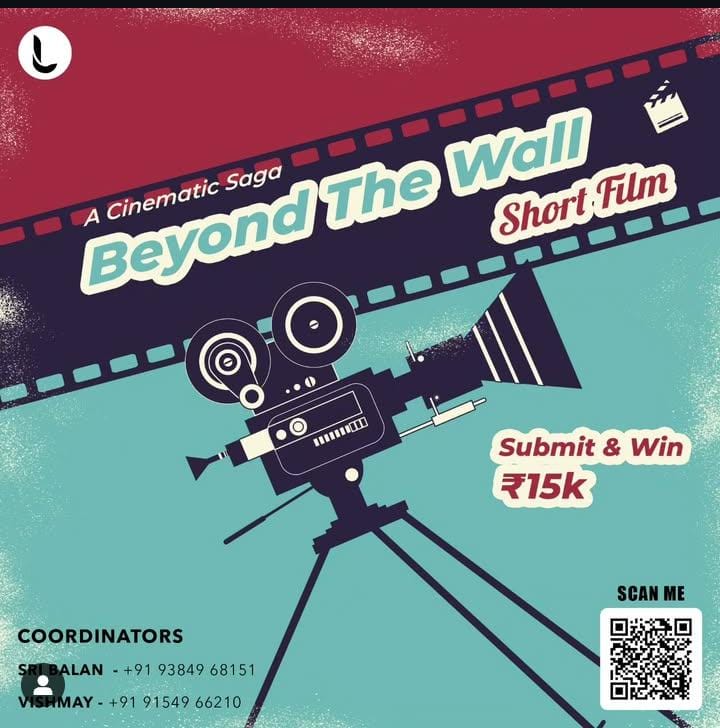 A Cinematic Saga
Beyond The Wall
Short Film
Submit & Win
₹15k
SCAN ME
COORDINATORS
SRI BALAN - +91 93849 68151
VISHMAY - +91 91549 66210